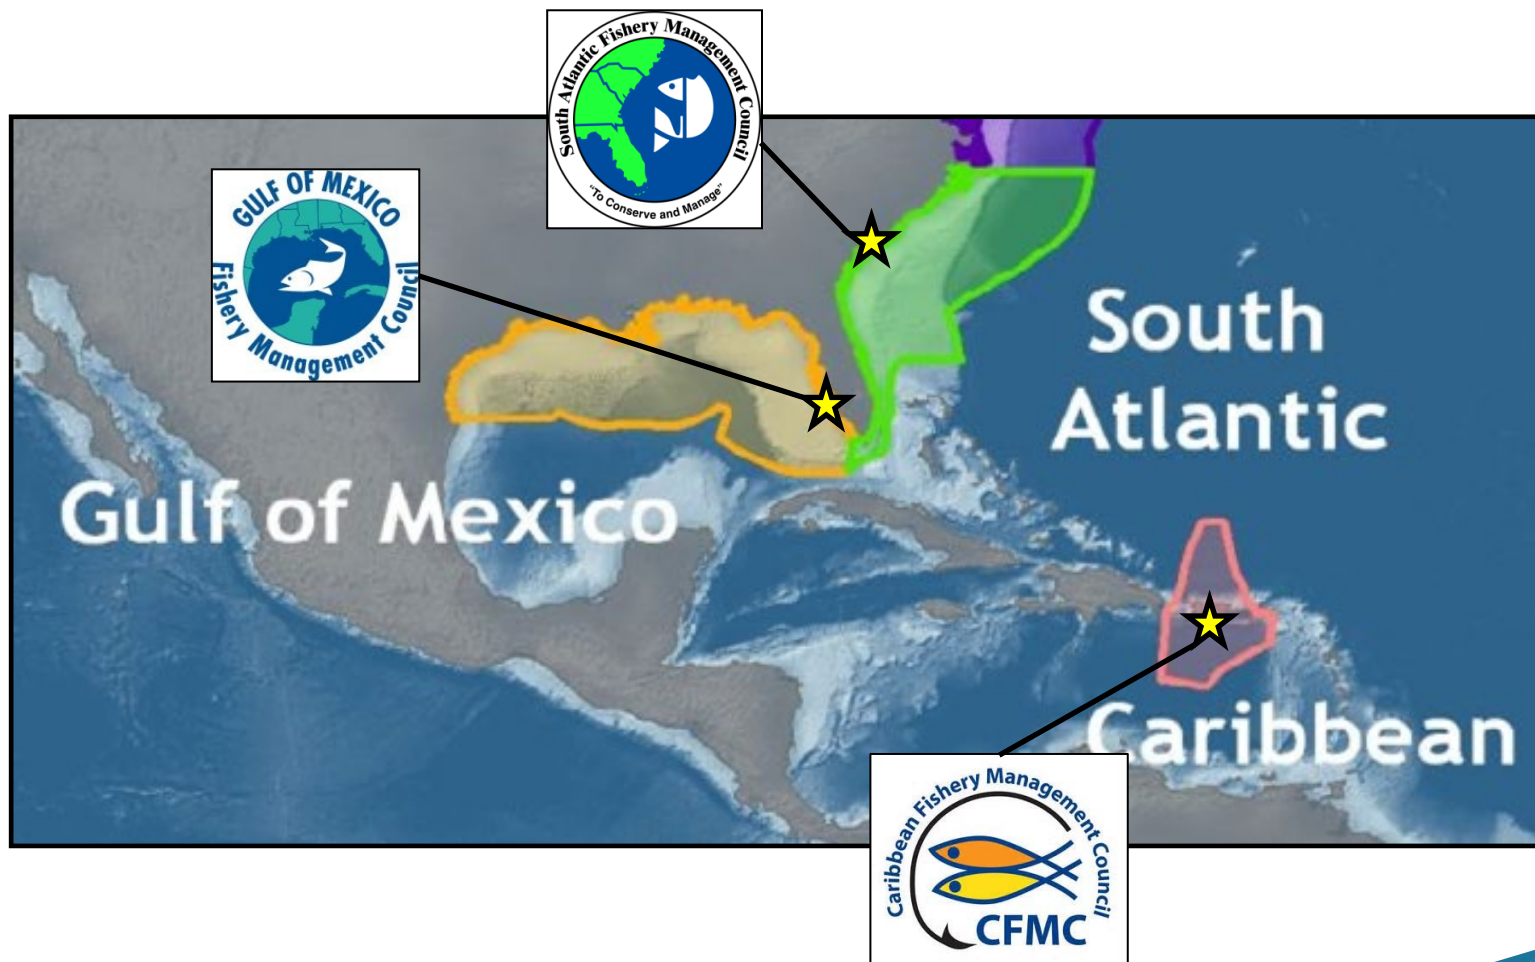 South Atlantic Fishery Management Council
"To Conserve and Manage"
GULF OF MEXICO
Fishery Management Council
South
Atlantic
Gulf of Mexico
Caribbean
Caribbean Fishery Management Council
CFMC